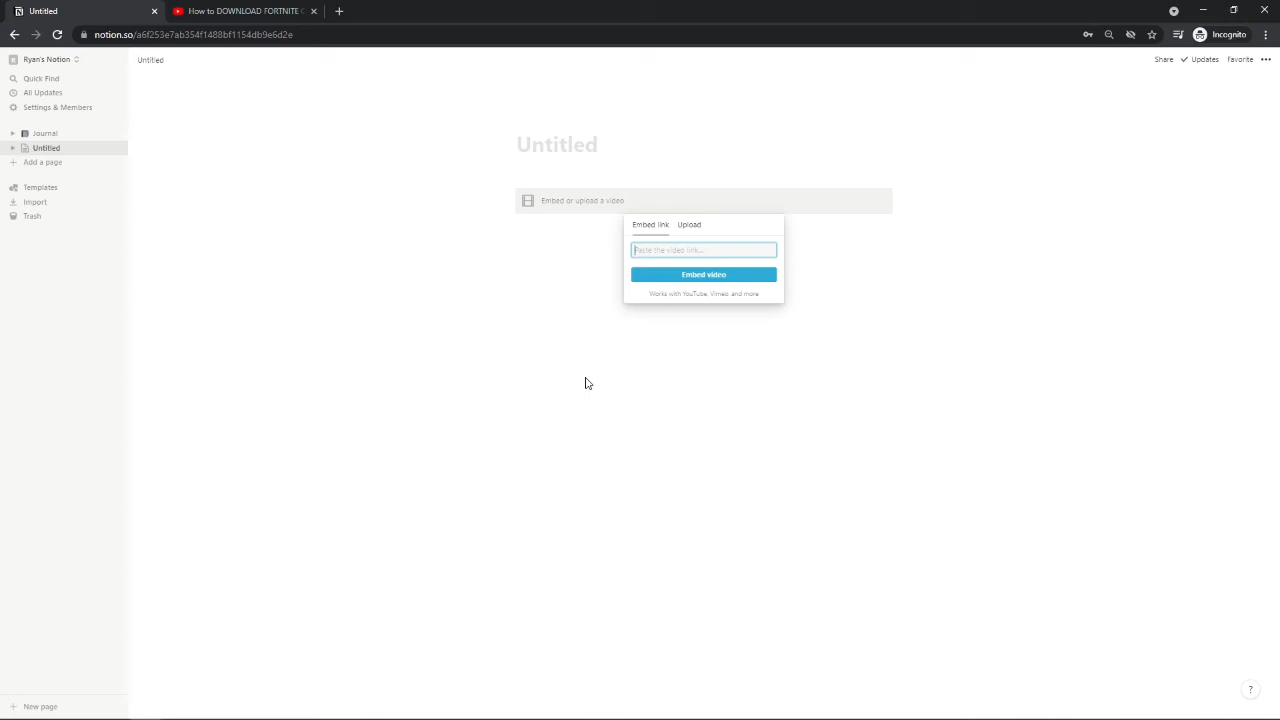 Untitled
How to DOWNLOAD FORTNITE C
notion.so/a6f253e7ab354f1488bf1154db9e6d2e
Incognito
Ryan's Notion
Untitled
Share
Updates
Favorite
Quick Find
All Updates
Settings & Members
Journal
Untitled
Add a page
Templates
Import
Trash
Untitled
Embed or upload a video
Embed link Upload
Paste the video link...
Embed video
Works with YouTube, Vimeo and more
New page
?